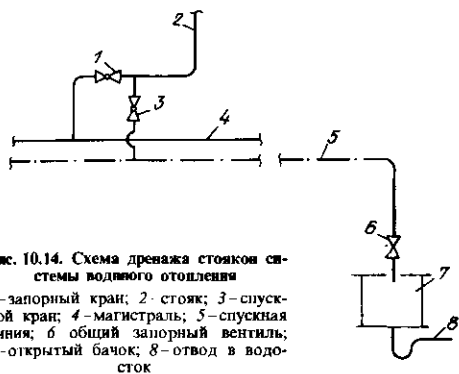 2
1
3
4
5
6
7
8
ис. 10.14. Схема дренажа стояков си-
стемы водяного отопления
-запорный кран; 2-стояк; 3-спуск-
ой кран; 4-магистраль; 5-спускная
иния; 6 общий запорный вентиль;
-открытый бачок; 8-отвод в водо-
сток